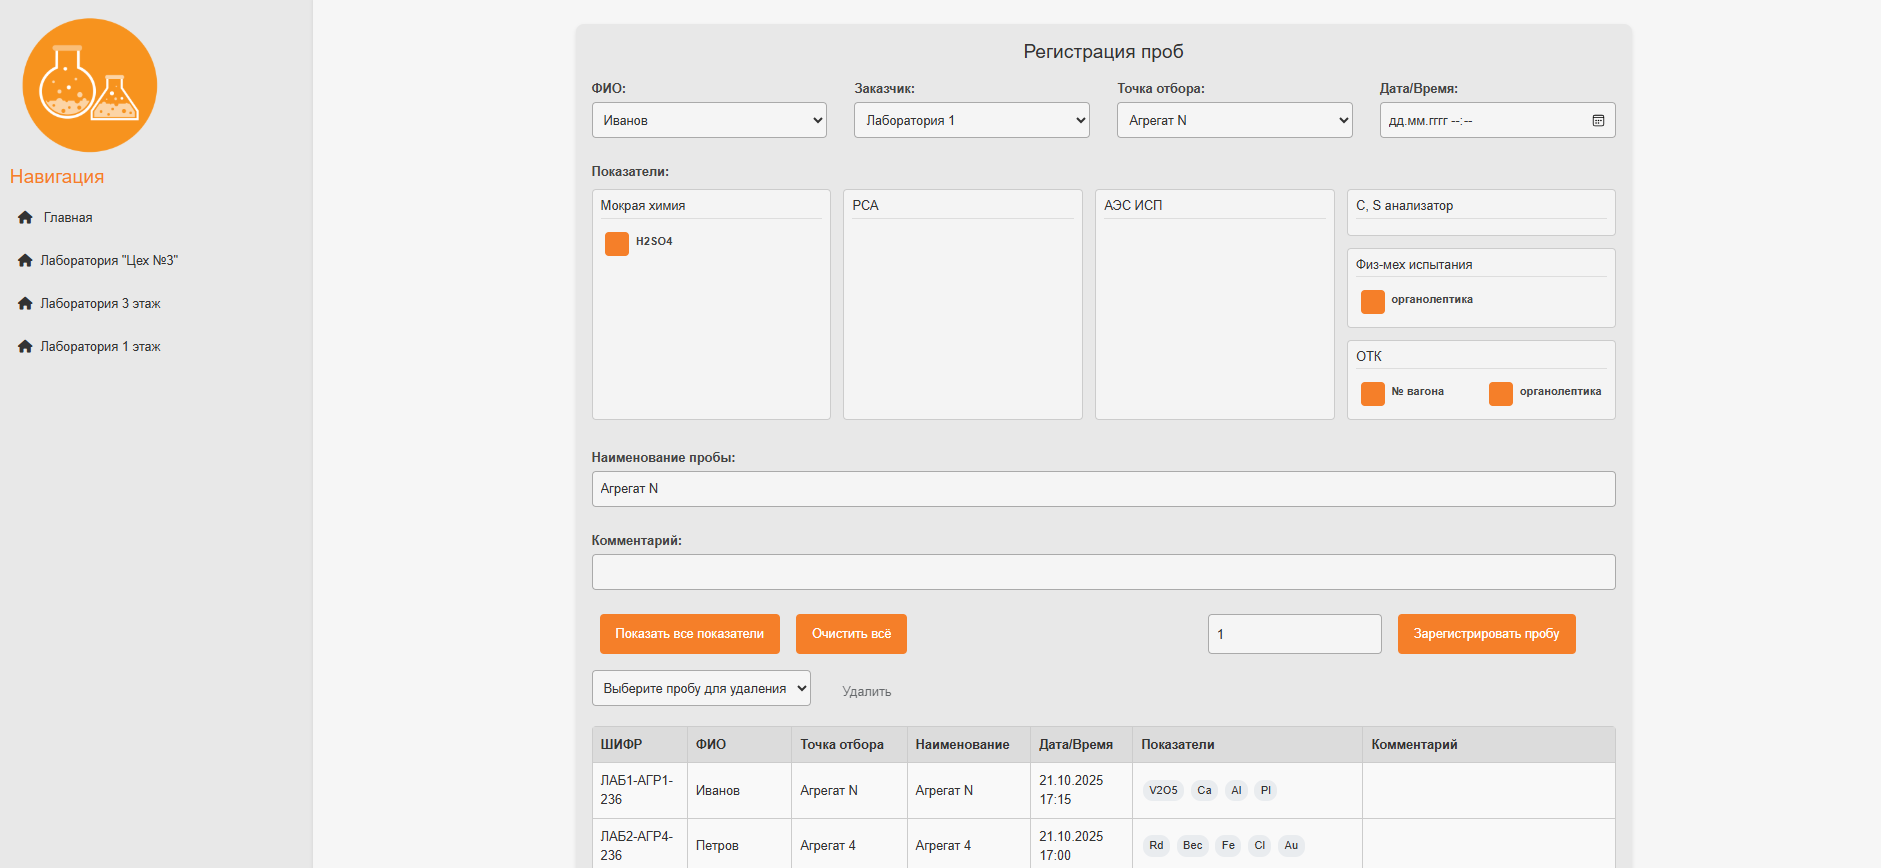 Навигация
Главная
Лаборатория "Цех №3"
Лаборатория 3 этаж
Лаборатория 1 этаж
Регистрация проб
ФИО: Заказчик: Точка отбора: Дата/Время:
Иванов Лаборатория 1 Агрегат N дд.мм.гггг --:--
Показатели:
Мокрая химия РСА АЭС ИСП C, S анализатор
H2SO4
Физ-мех испытания
органолептика
ОТК
№ вагона органолептика
Наименование пробы:
Агрегат N
Комментарий:
Показать все показатели Очистить всё 1 Зарегистрировать пробу
Выберите пробу для удаления Удалить
ШИФР ФИО Точка отбора Наименование Дата/Время Показатели Комментарий
ЛАБ1-АГР1-236 Иванов Агрегат N Агрегат N 21.10.2025 17:15 V2O5 Ca Al Pl
ЛАБ2-АГР4-236 Петров Агрегат 4 Агрегат 4 21.10.2025 17:00 Rd Вес Fe Cl Au